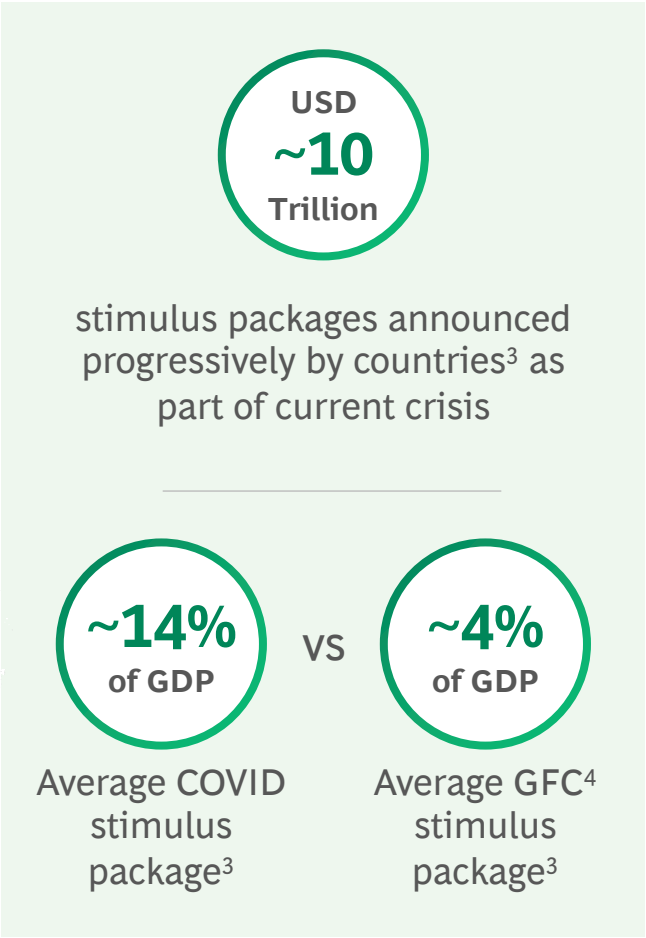 USD
~10
Trillion
stimulus packages announced
progressively by countries³ as
part of current crisis
~14%
of GDP
vs
~4%
of GDP
Average COVID
stimulus
package³
Average GFC⁴
stimulus
package³